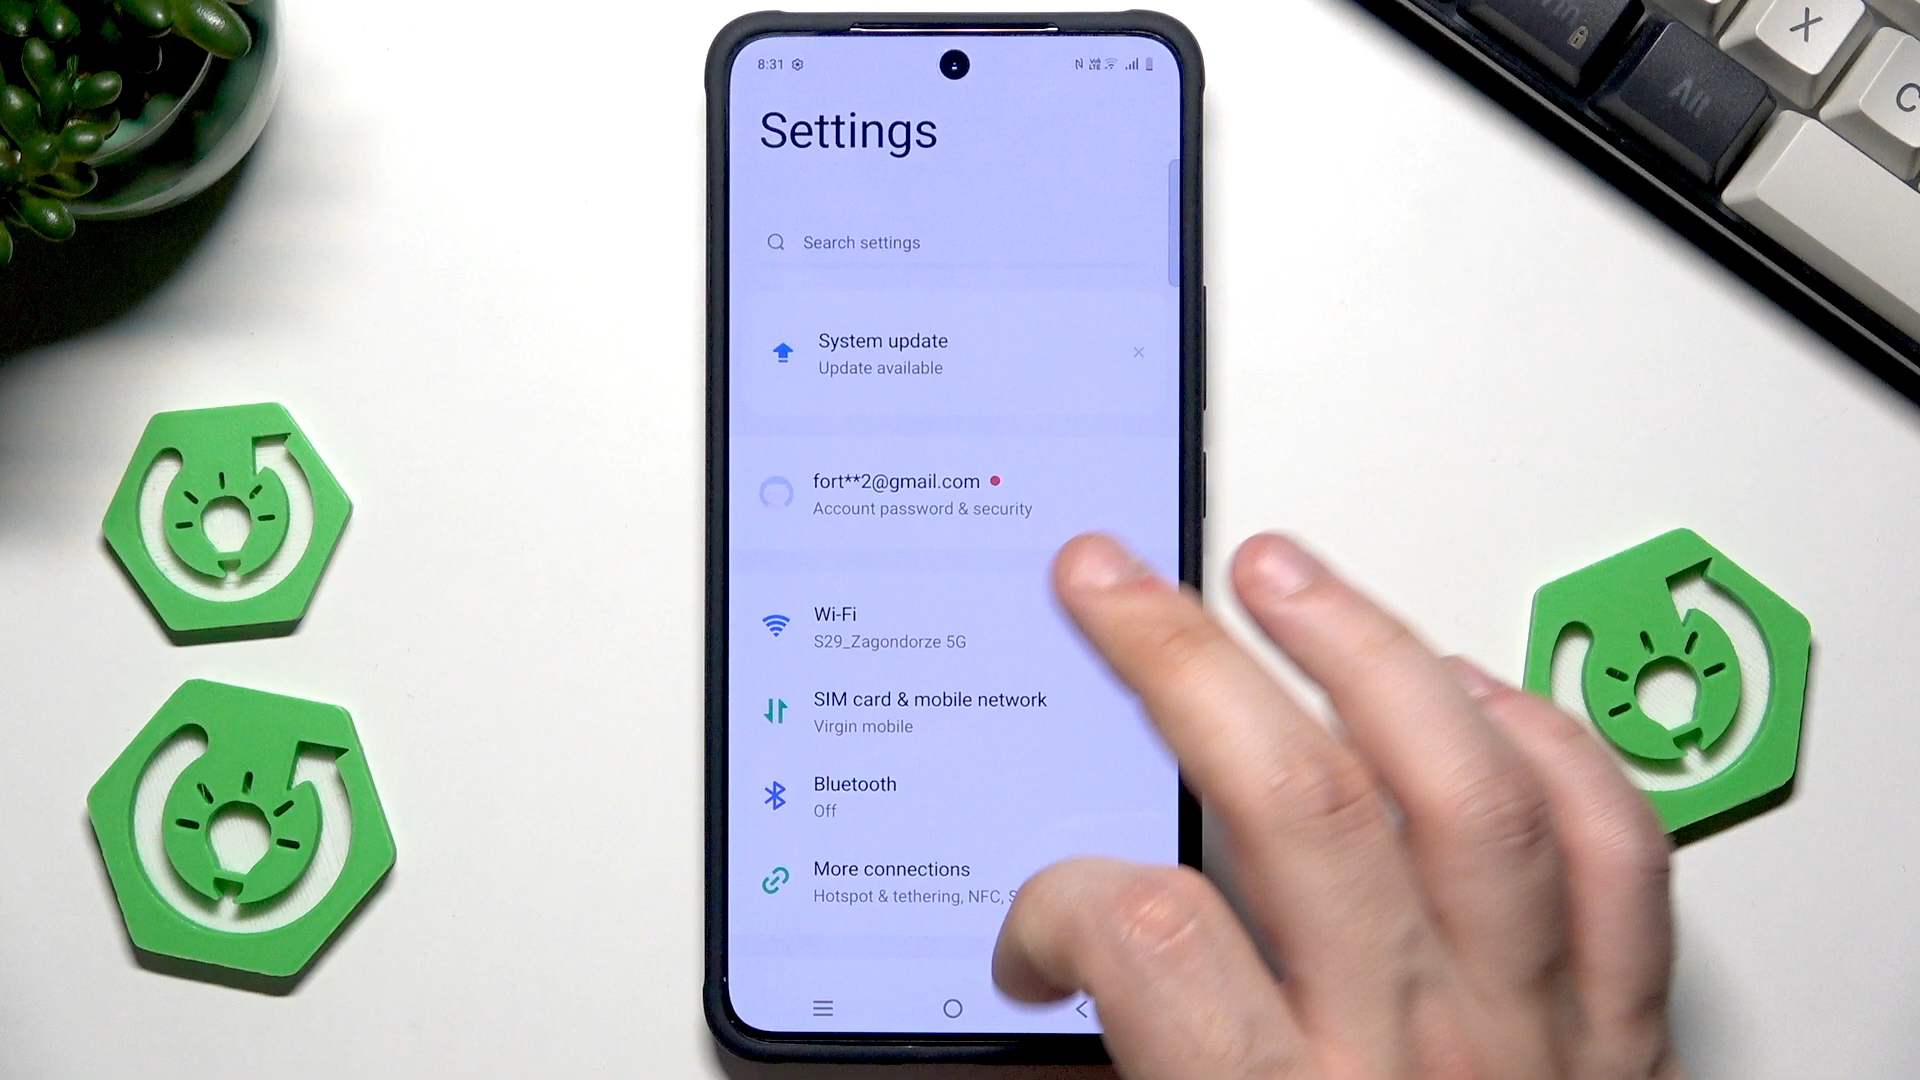 8:31
Settings
Search settings
System update
Update available
fort**2@gmail.com
Account password & security
Wi-Fi
S29_Zagondorze 5G
SIM card & mobile network
Virgin mobile
Bluetooth
Off
More connections
Hotspot & tethering, NFC, S
Alt
X
C